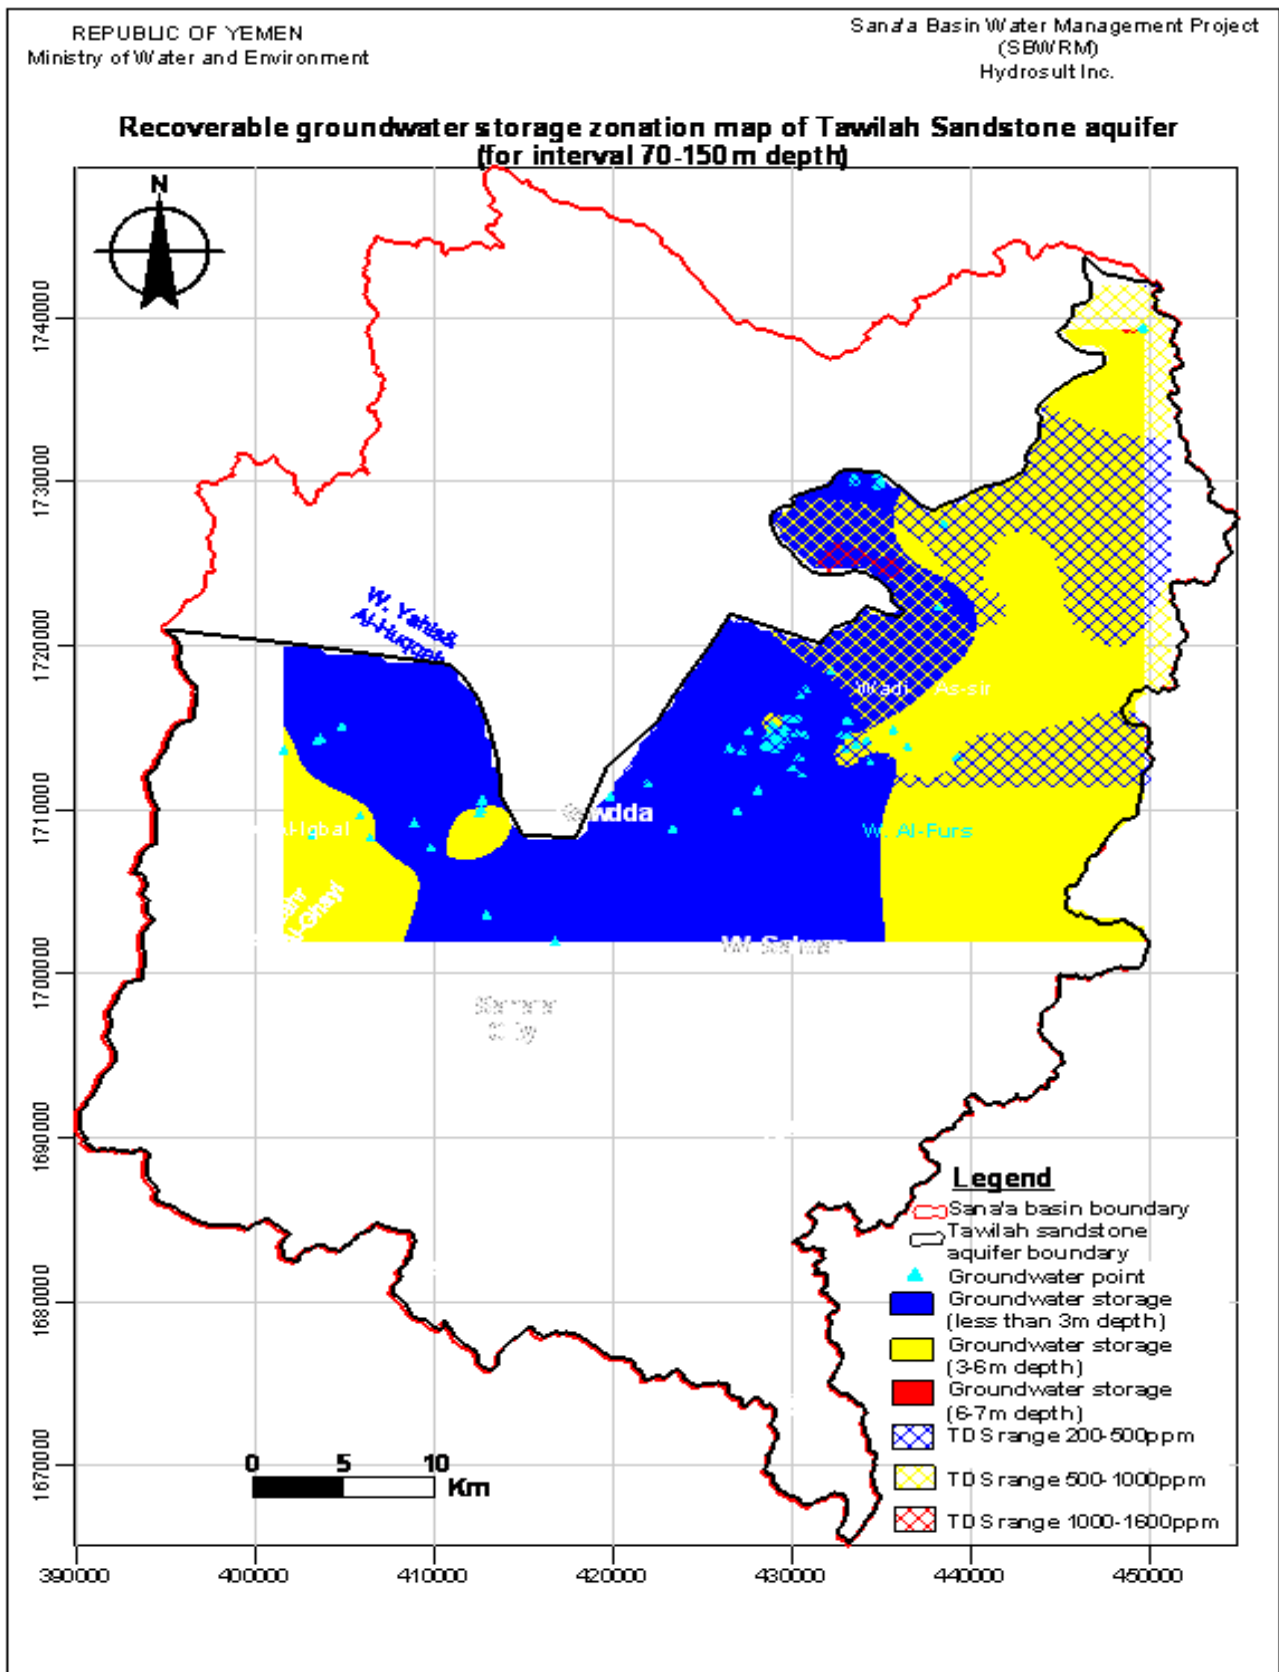 REPUBLIC OF YEMEN
Ministry of Water and Environment
Sana'a Basin Water Management Project
(SBWRM)
Hydrosult Inc.
Recoverable groundwater storage zonation map of Tawilah Sandstone aquifer
(for interval 70-150 m depth)
N
1740000
1730000
1720000
1710000
1700000
1690000
1680000
1670000
W.
Wadi As-sir
wdda
W. Al-Furs
Al-Ghayl
City
Legend
Sana'a basin boundary
Tawilah sandstone
aquifer boundary
Groundwater point
Groundwater storage
(less than 3m depth)
Groundwater storage
(3-6m depth)
Groundwater storage
(6-7m depth)
TDS range 200-500ppm
TDS range 500-1000ppm
TDS range 1000-1600ppm
0 5 10
Km
390000 400000 410000 420000 430000 440000 450000